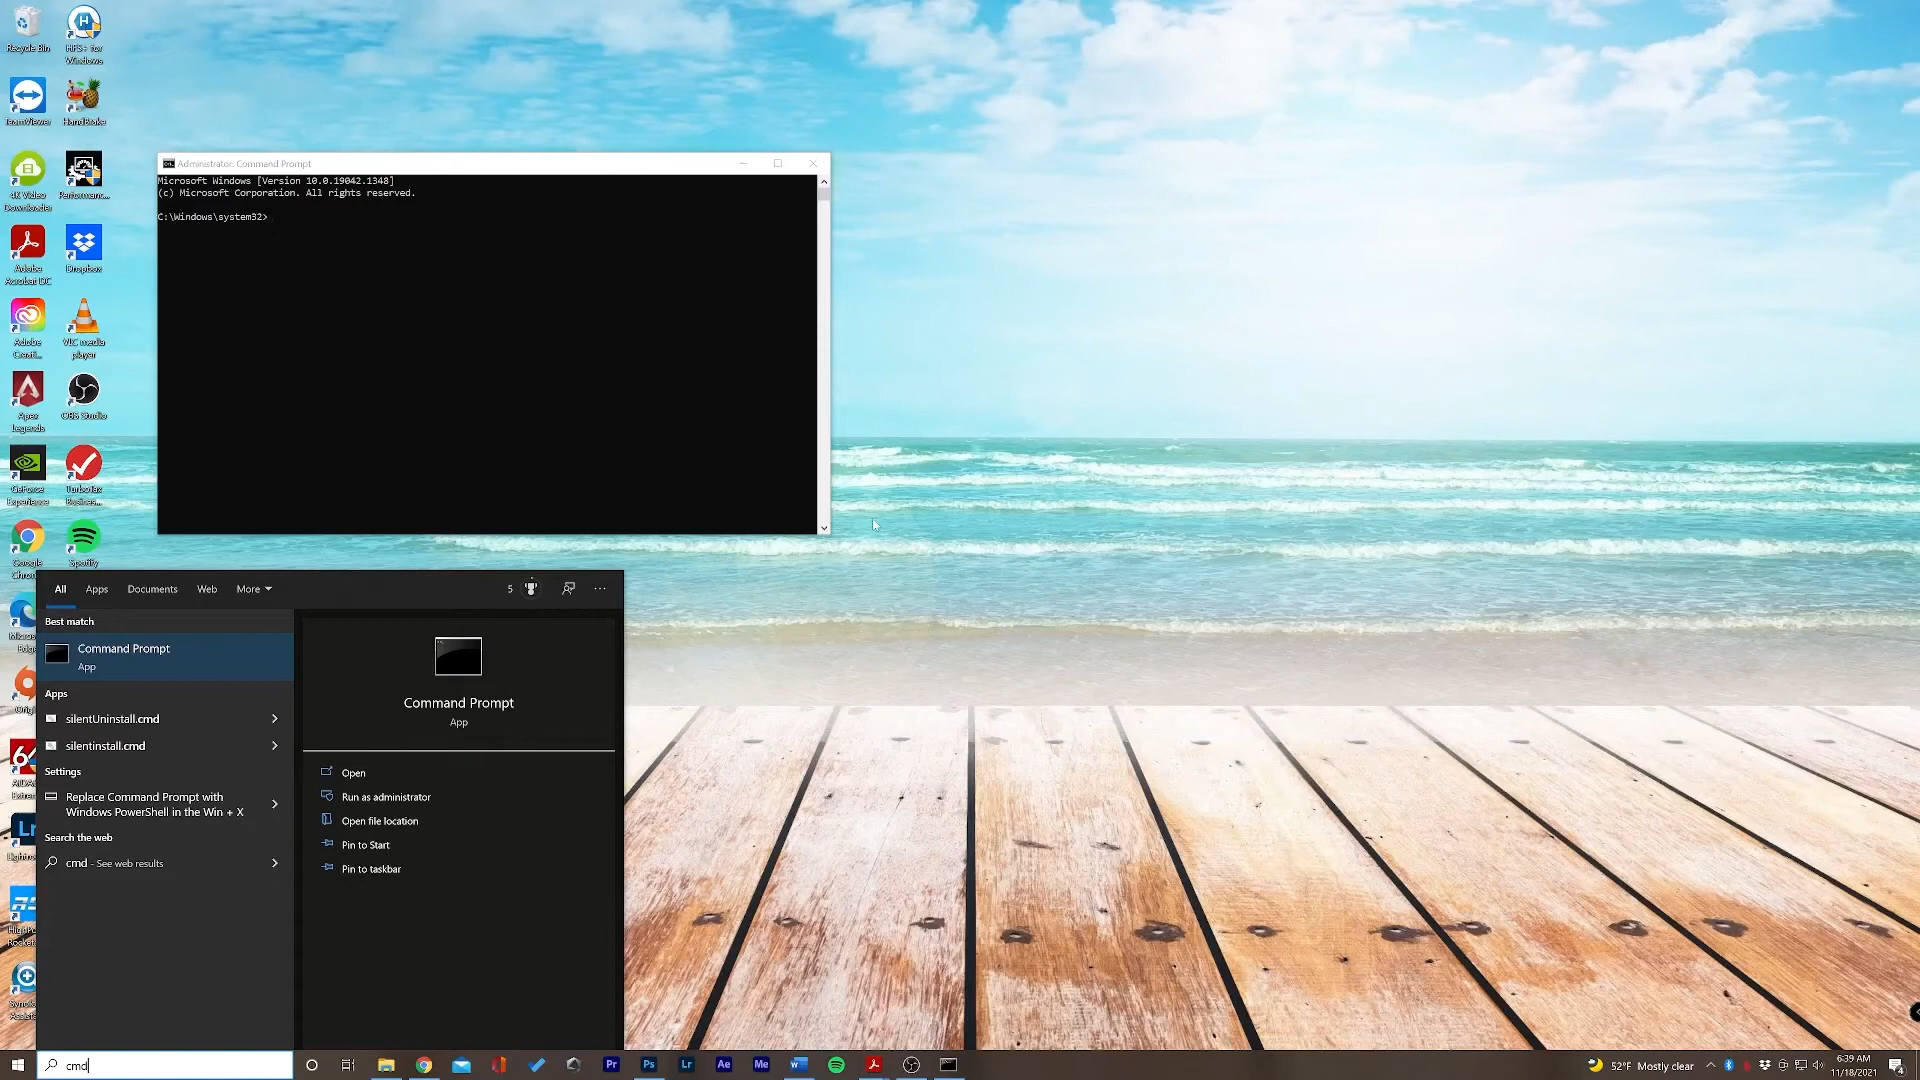 Recycle Bin
HFS+ for
Windows
TeamViewer
HandBrake
4K Video
Downloader
Performanc...
Adobe
Acrobat DC
Dropbox
Adobe
Creati...
VLC media
player
Apex
Legends
OBS Studio
GeForce
Experience
TurboTax
Busines...
Google
Spotify
Administrator: Command Prompt
Microsoft Windows [Version 10.0.19042.1348]
(c) Microsoft Corporation. All rights reserved.
C:\Windows\system32>
All
Apps
Documents
Web
More
5
Best match
Command Prompt
App
Apps
silentUninstall.cmd
silentinstall.cmd
Settings
Replace Command Prompt with
Windows PowerShell in the Win + X
Search the web
cmd - See web results
Command Prompt
App
Open
Run as administrator
Open file location
Pin to Start
Pin to taskbar
cmd
Pr
Ps
Lr
Ae
Me
52°F Mostly clear
6:39 AM
11/18/2021
4